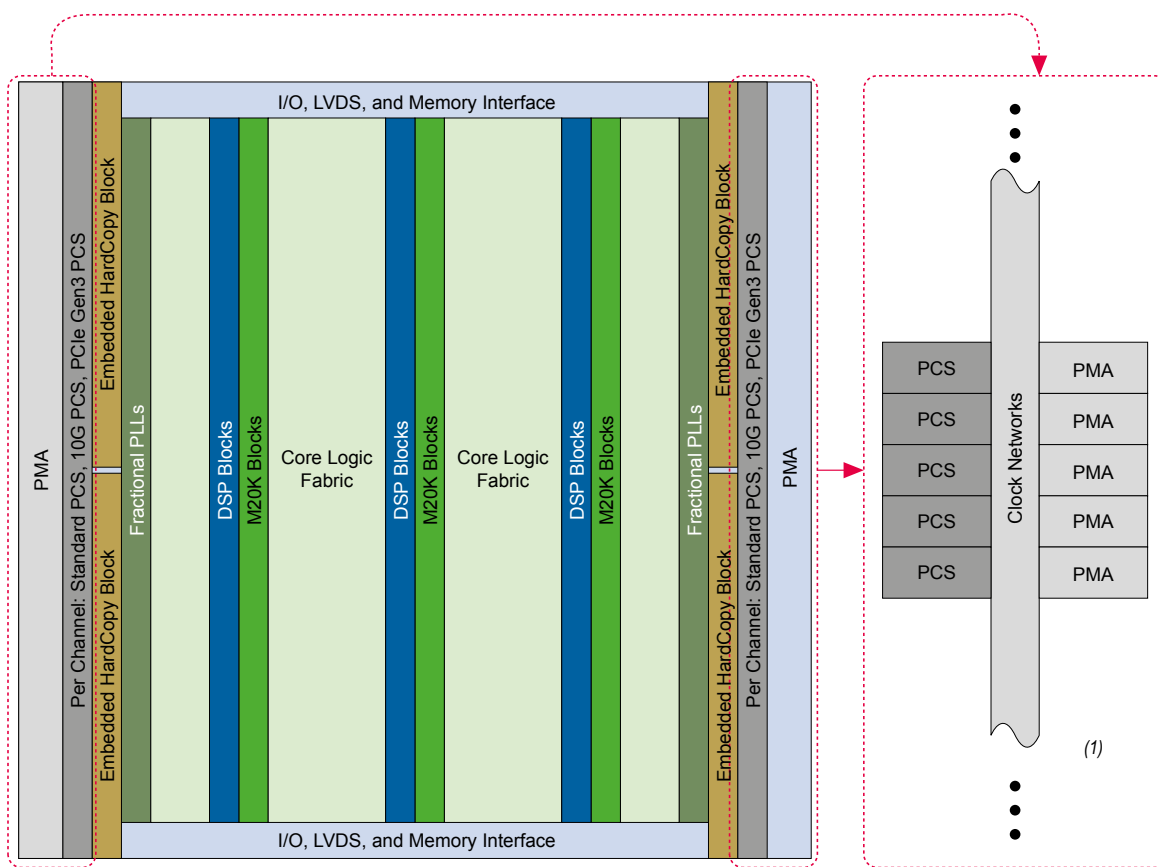 I/O, LVDS, and Memory Interface
PMA
Per Channel: Standard PCS, 10G PCS, PCIe Gen3 PCS
Embedded HardCopy Block
Embedded HardCopy Block
Fractional PLLs
DSP Blocks
M20K Blocks
Core Logic
Fabric
DSP Blocks
M20K Blocks
Core Logic
Fabric
DSP Blocks
M20K Blocks
Fractional PLLs
Embedded HardCopy Block
Embedded HardCopy Block
Per Channel: Standard PCS, 10G PCS, PCIe Gen3 PCS
PMA
I/O, LVDS, and Memory Interface
PCS
PMA
PCS
PMA
PCS
PMA
PCS
PMA
PCS
PMA
Clock Networks
(1)